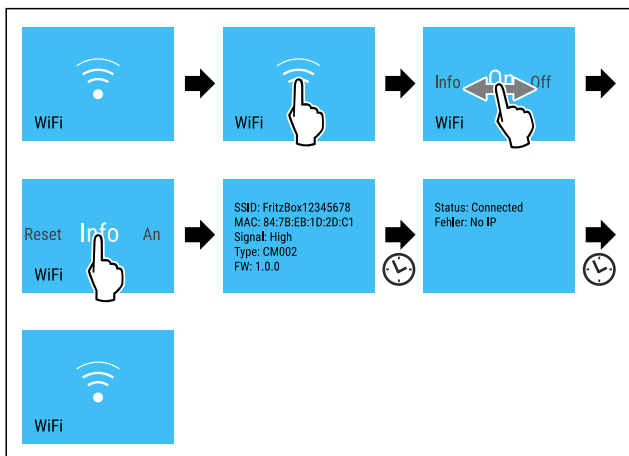 WiFi
WiFi
Info On Off
WiFi
Reset Info An
WiFi
SSID: FritzBox12345678
MAC: 84:7B:EB:1D:2D:C1
Signal: High
Type: CM002
FW: 1.0.0
Status: Connected
Fehler: No IP
WiFi